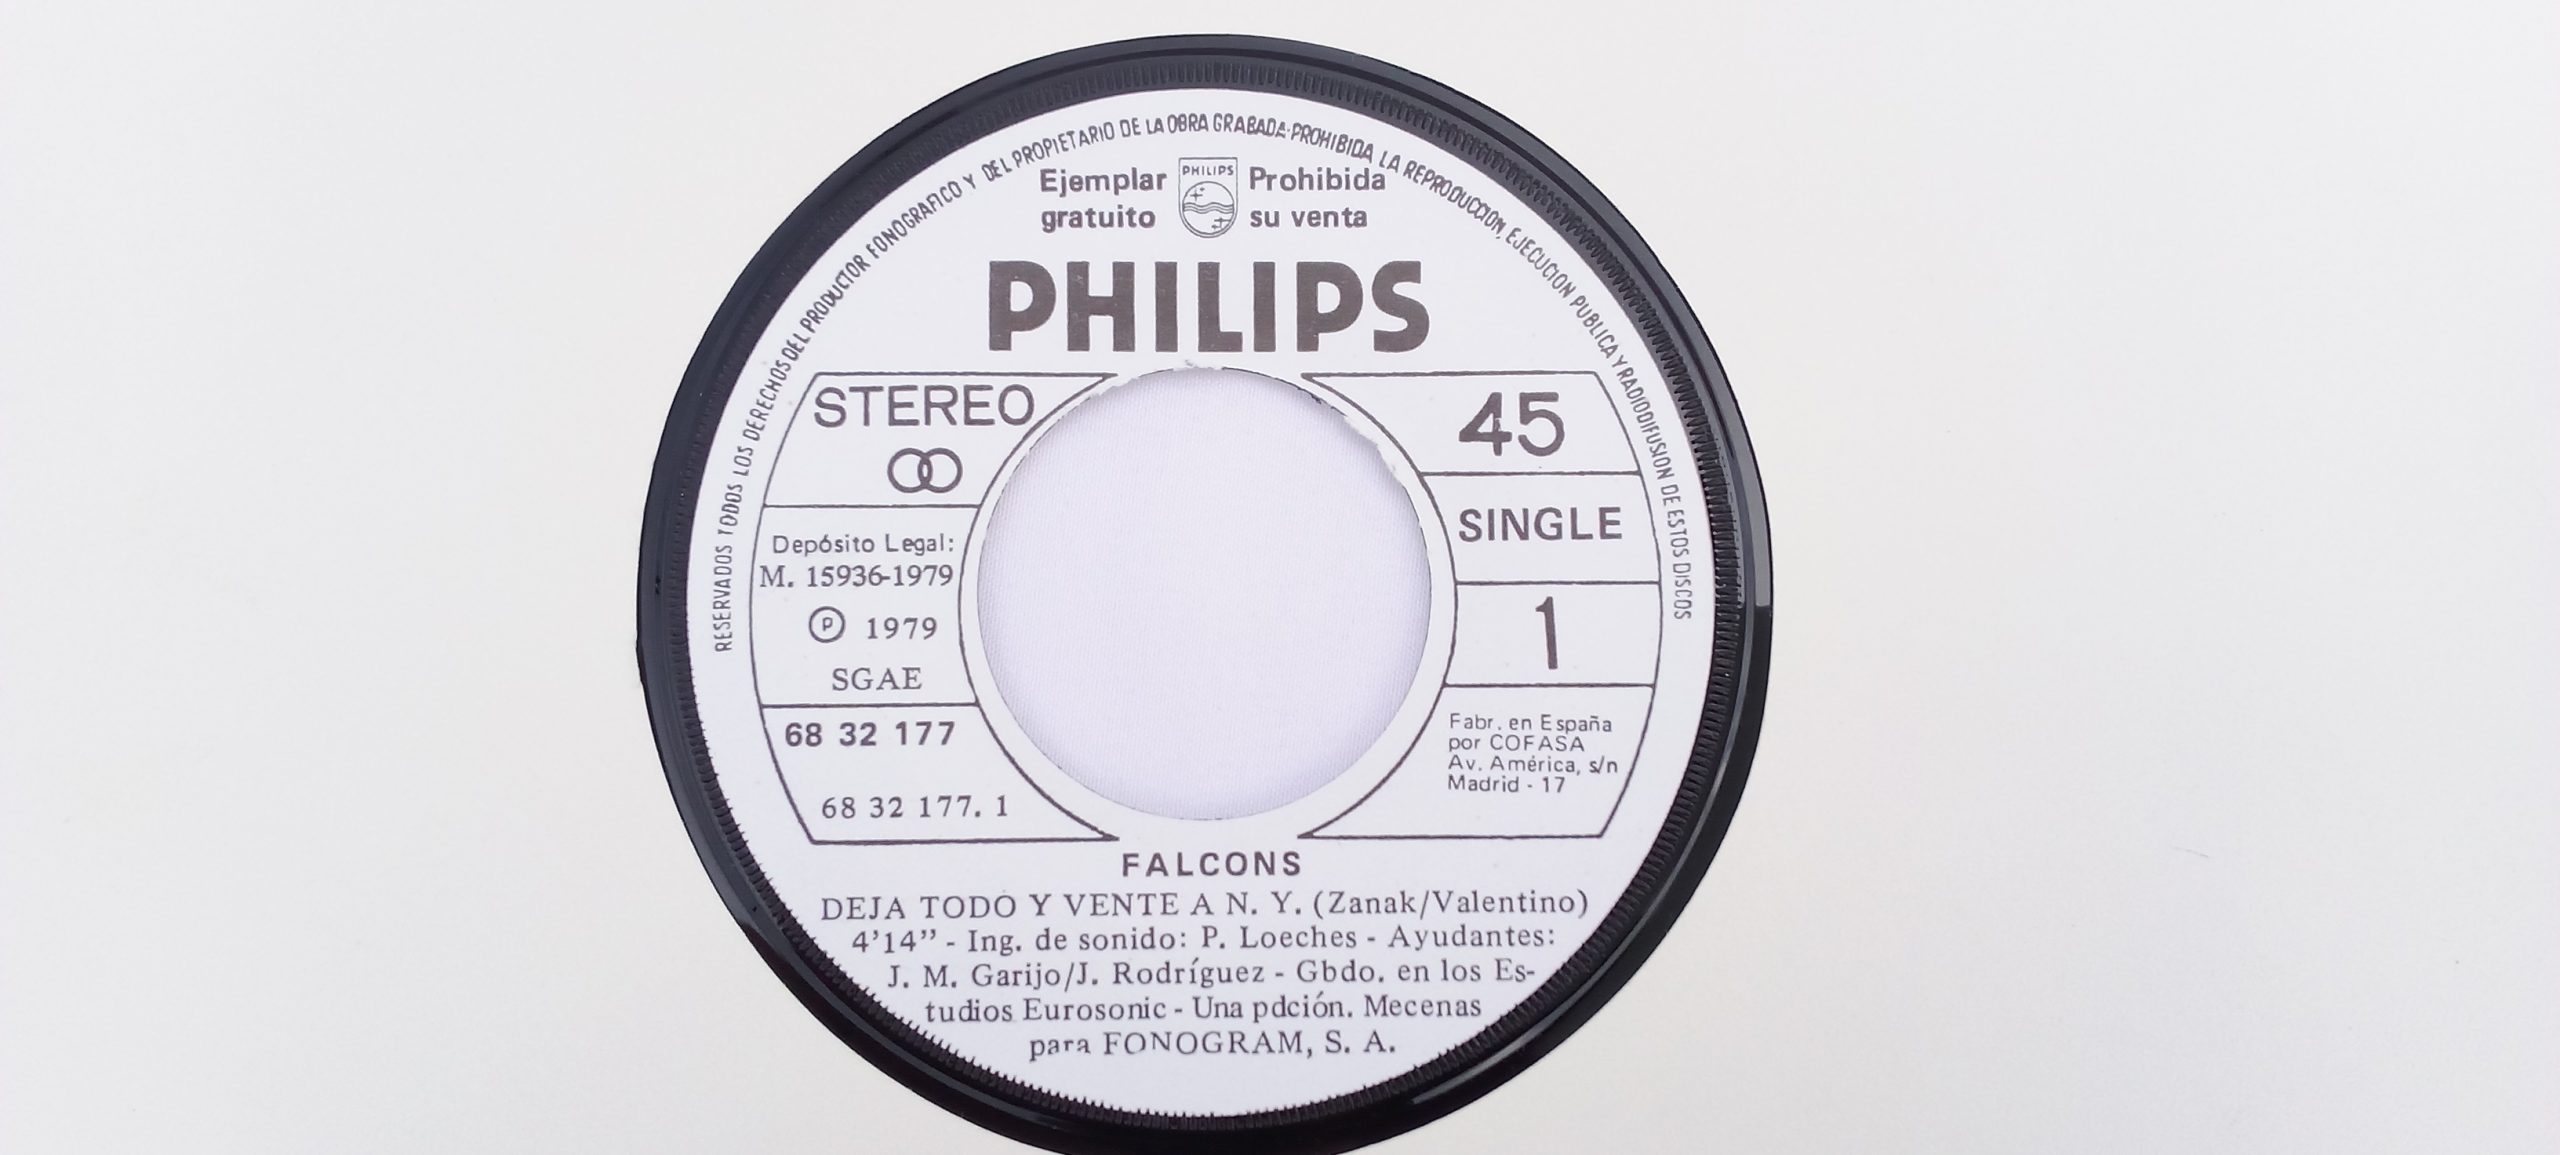 RESERVADOS TODOS LOS DERECHOS DEL PRODUCTOR FONOGRAFICO Y DEL PROPIETARIO DE LA OBRA GRABADA·PROHIBIDA LA REPRODUCCION, EJECUCION PUBLICA Y RADIODIFUSION DE ESTOS DISCOS
Ejemplar gratuito
PHILIPS
Prohibida su venta
PHILIPS
STEREO
Depósito Legal:
M. 15936-1979
Ⓟ 1979
SGAE
68 32 177
68 32 177. 1
45
SINGLE
1
Fabr. en España
por COFASA
Av. América, s/n
Madrid - 17
FALCONS
DEJA TODO Y VENTE A N. Y. (Zanak/Valentino)
4’14” - Ing. de sonido: P. Loeches - Ayudantes:
J. M. Garijo/J. Rodríguez - Gbdo. en los Es-
tudios Eurosonic - Una pdción. Mecenas
para FONOGRAM, S. A.